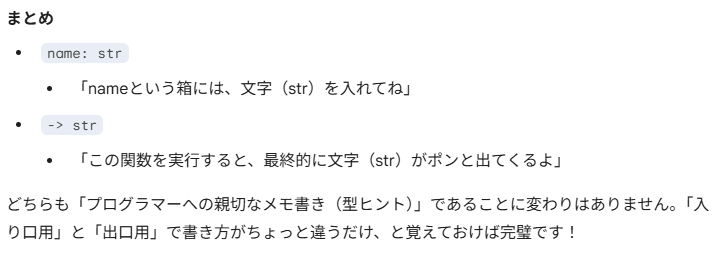 まとめ
name: str
「nameという箱には、文字（str）を入れてね」
-> str
「この関数を実行すると、最終的に文字（str）がポンと出てくるよ」
どちらも「プログラマーへの親切なメモ書き（型ヒント）」であることに変わりはありません。「入
り口用」と「出口用」で書き方がちょっと違うだけ、と覚えておけば完璧です！